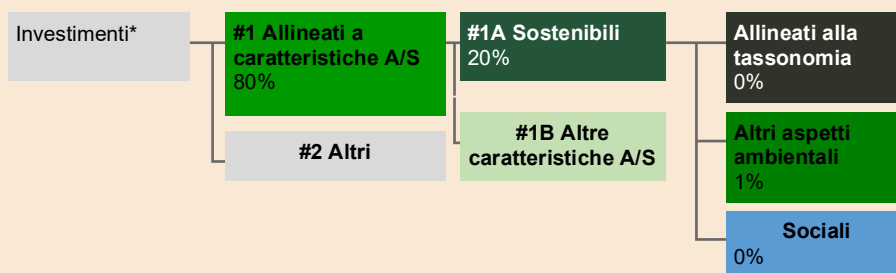 Investimenti*
#1 Allineati a
caratteristiche A/S
80%
#2 Altri
#1A Sostenibili
20%
#1B Altre
caratteristiche A/S
Allineati alla
tassonomia
0%
Altri aspetti
ambientali
1%
Sociali
0%